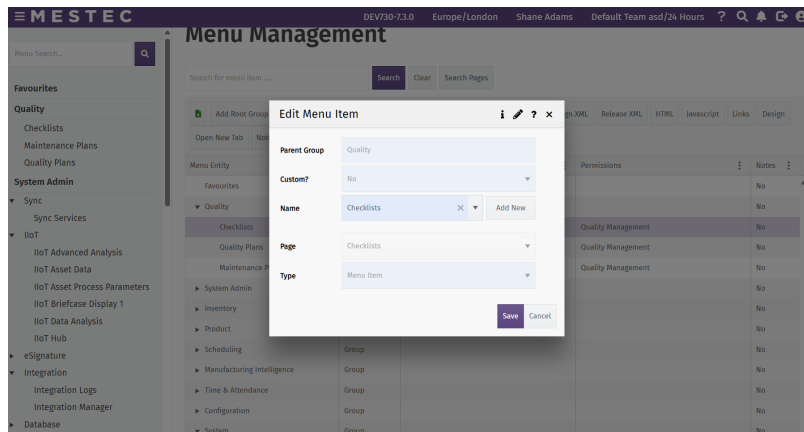 MESTEC
DEV730-7.3.0 Europe/London Shane Adams Default Team asd/24 Hours ?
Menu Search...
Favourites
Quality
Checklists
Maintenance Plans
Quality Plans
System Admin
Sync
Sync Services
IIoT
IIoT Advanced Analysis
IIoT Asset Data
IIoT Asset Process Parameters
IIoT Briefcase Display 1
IIoT Data Analysis
IIoT Hub
eSignature
Integration
Integration Logs
Integration Manager
Database
Menu Management
Search for menu item ... Search Clear Search Pages
Add Root Group XML Release XML HTML Javascript Links Design
Open New Tab
Menu Entity Permissions Notes
Favourites No
Quality No
Checklists Quality Management No
Quality Plans Quality Management No
Maintenance P Quality Management No
System Admin No
Inventory No
Product No
Scheduling Group No
Manufacturing Intelligence Group No
Time & Attendance Group No
Configuration Group No
System Group No
Edit Menu Item i ? ×
Parent Group Quality
Custom? No
Name Checklists × Add New
Page Checklists
Type Menu Item
Save Cancel